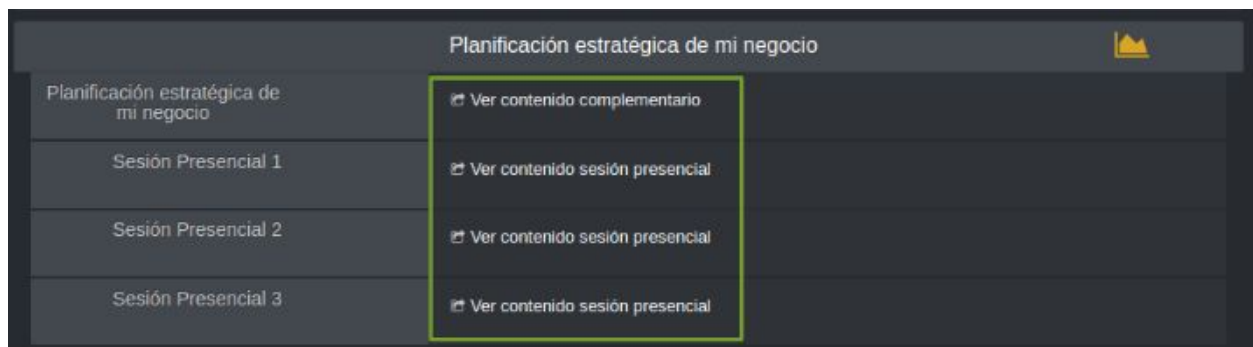 Planificación estratégica de mi negocio
Planificación estratégica de
mi negocio
Ver contenido complementario
Sesión Presencial 1
Ver contenido sesión presencial
Sesión Presencial 2
Ver contenido sesión presencial
Sesión Presencial 3
Ver contenido sesión presencial